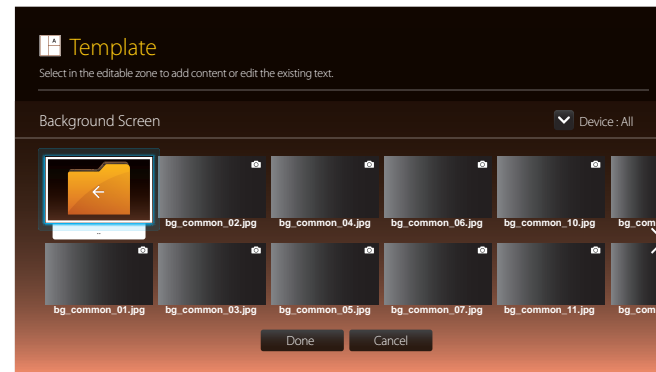 A
Template
Select in the editable zone to add content or edit the existing text.
Background Screen
Device : All
bg_common_02.jpg bg_common_04.jpg bg_common_06.jpg bg_common_10.jpg bg_com
..
bg_common_01.jpg bg_common_03.jpg bg_common_05.jpg bg_common_07.jpg bg_common_11.jpg bg_com
Done Cancel